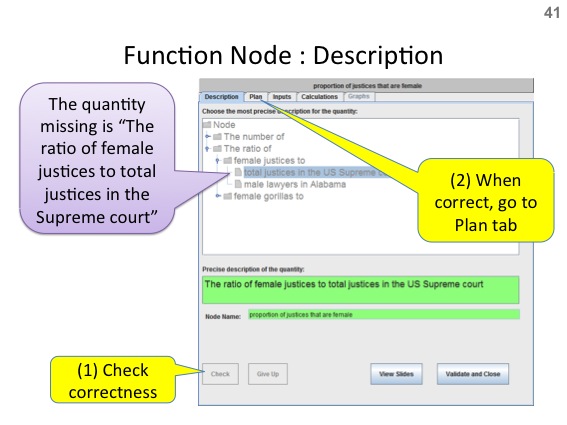 41
Function Node : Description
The quantity
missing is “The
ratio of female
justices to total
justices in the
Supreme court”
proportion of justices that are female
Description Plan Inputs Calculations Graphs
Choose the most precise description for the quantity:
Node
The number of
The ratio of
female justices to
total justices in the US Supreme
male lawyers in Alabama
female gorillas to
(2) When
correct, go to
Plan tab
Precise description of the quantity:
The ratio of female justices to total justices in the US Supreme court
Node Name: proportion of justices that are female
(1) Check
correctness
Check Give Up View Slides Validate and Close